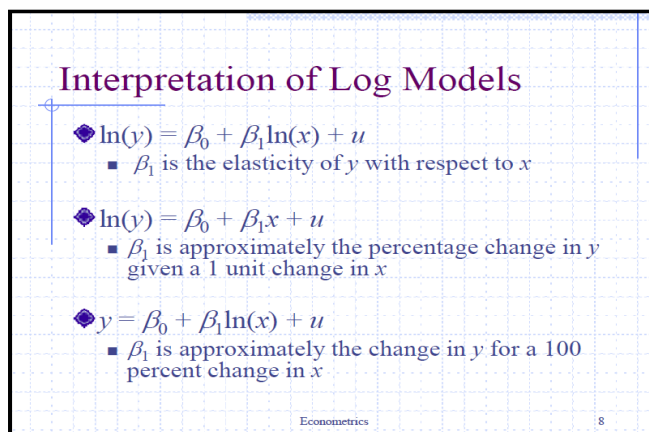 Interpretation of Log Models
ln(y) = β₀ + β₁ln(x) + u
β₁ is the elasticity of y with respect to x
ln(y) = β₀ + β₁x + u
β₁ is approximately the percentage change in y
given a 1 unit change in x
y = β₀ + β₁ln(x) + u
β₁ is approximately the change in y for a 100
percent change in x
Econometrics 8